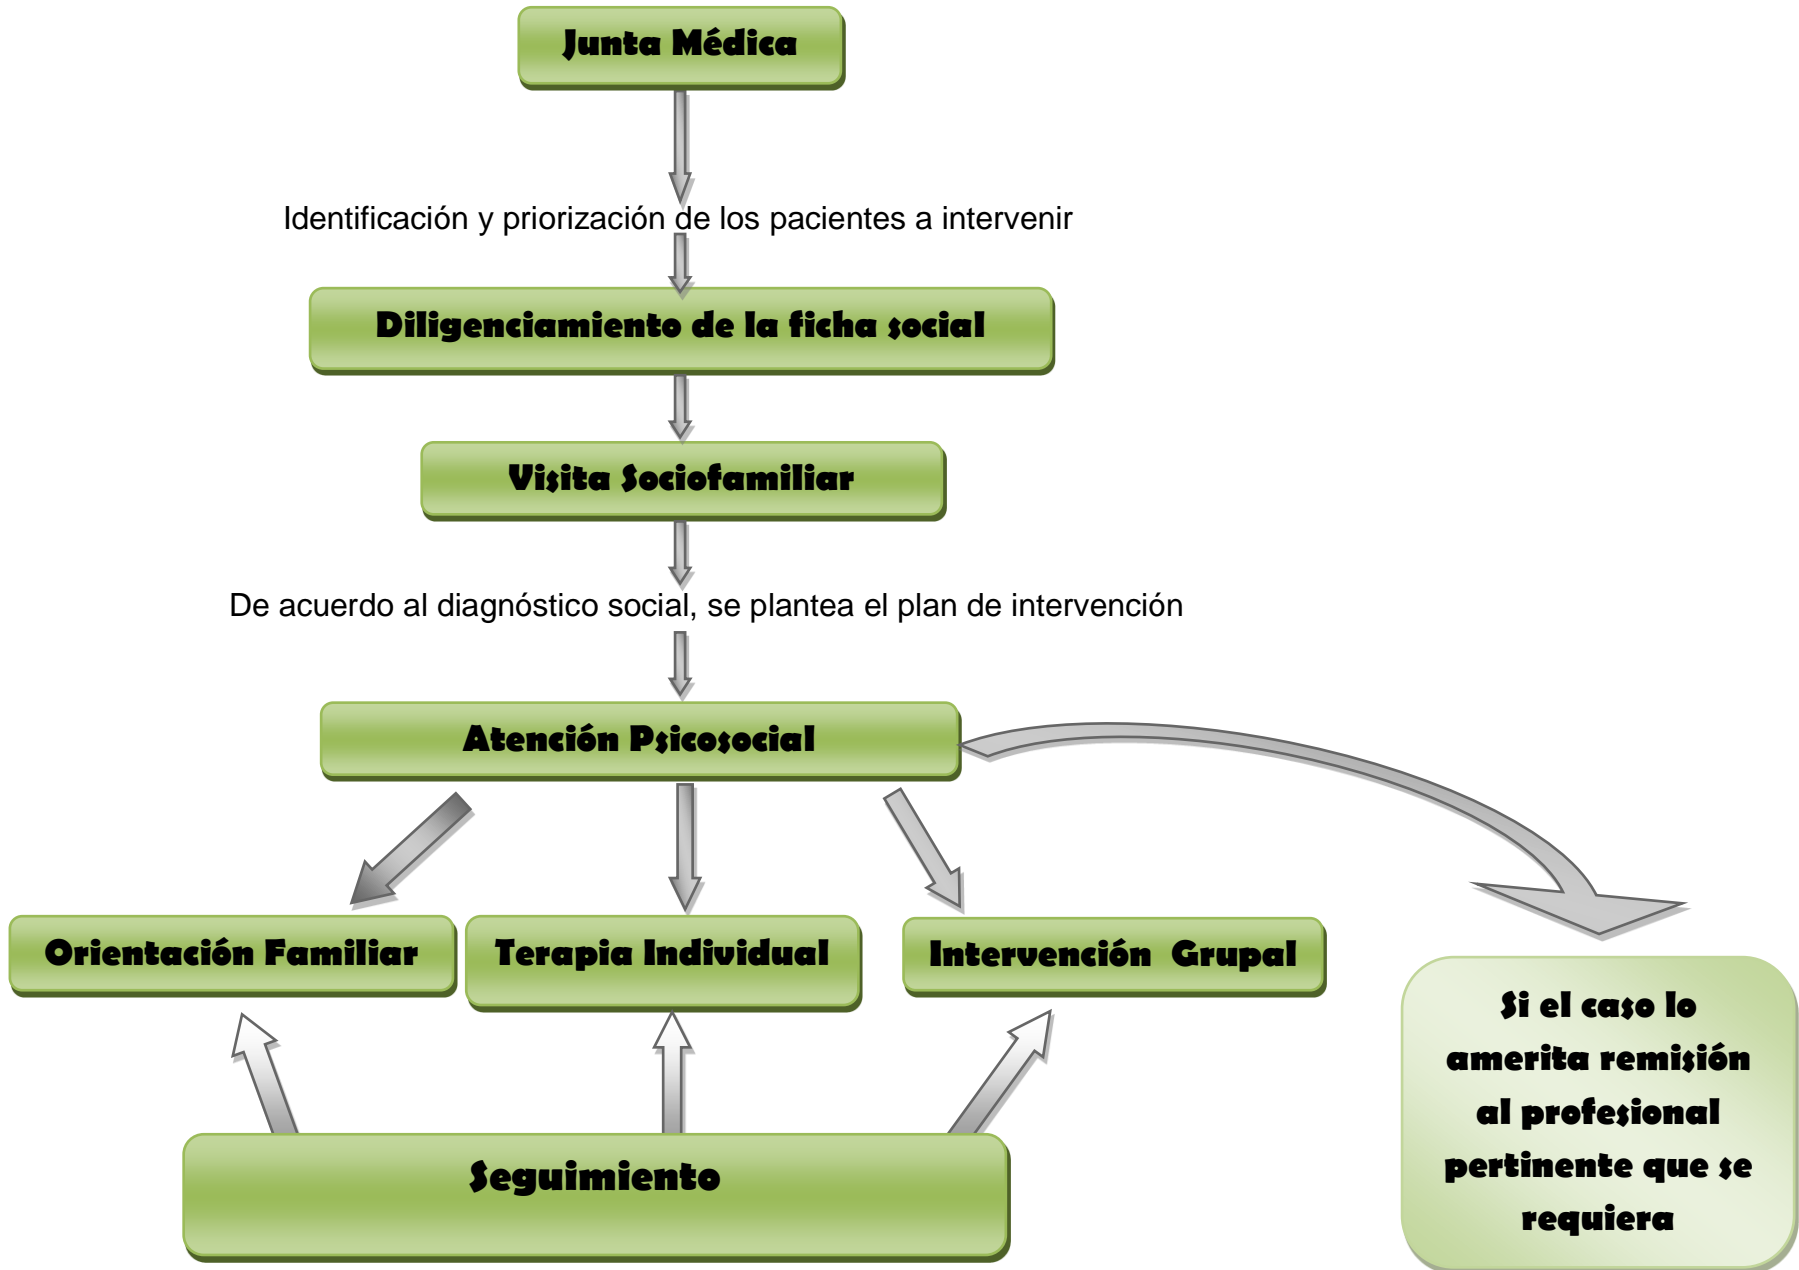 Junta Médica
Identificación y priorización de los pacientes a intervenir
Diligenciamiento de la ficha social
Visita Sociofamiliar
De acuerdo al diagnóstico social, se plantea el plan de intervención
Atención Psicosocial
Orientación Familiar
Terapia Individual
Intervención Grupal
Seguimiento
Si el caso lo
amerita remisión
al profesional
pertinente que se
requiera